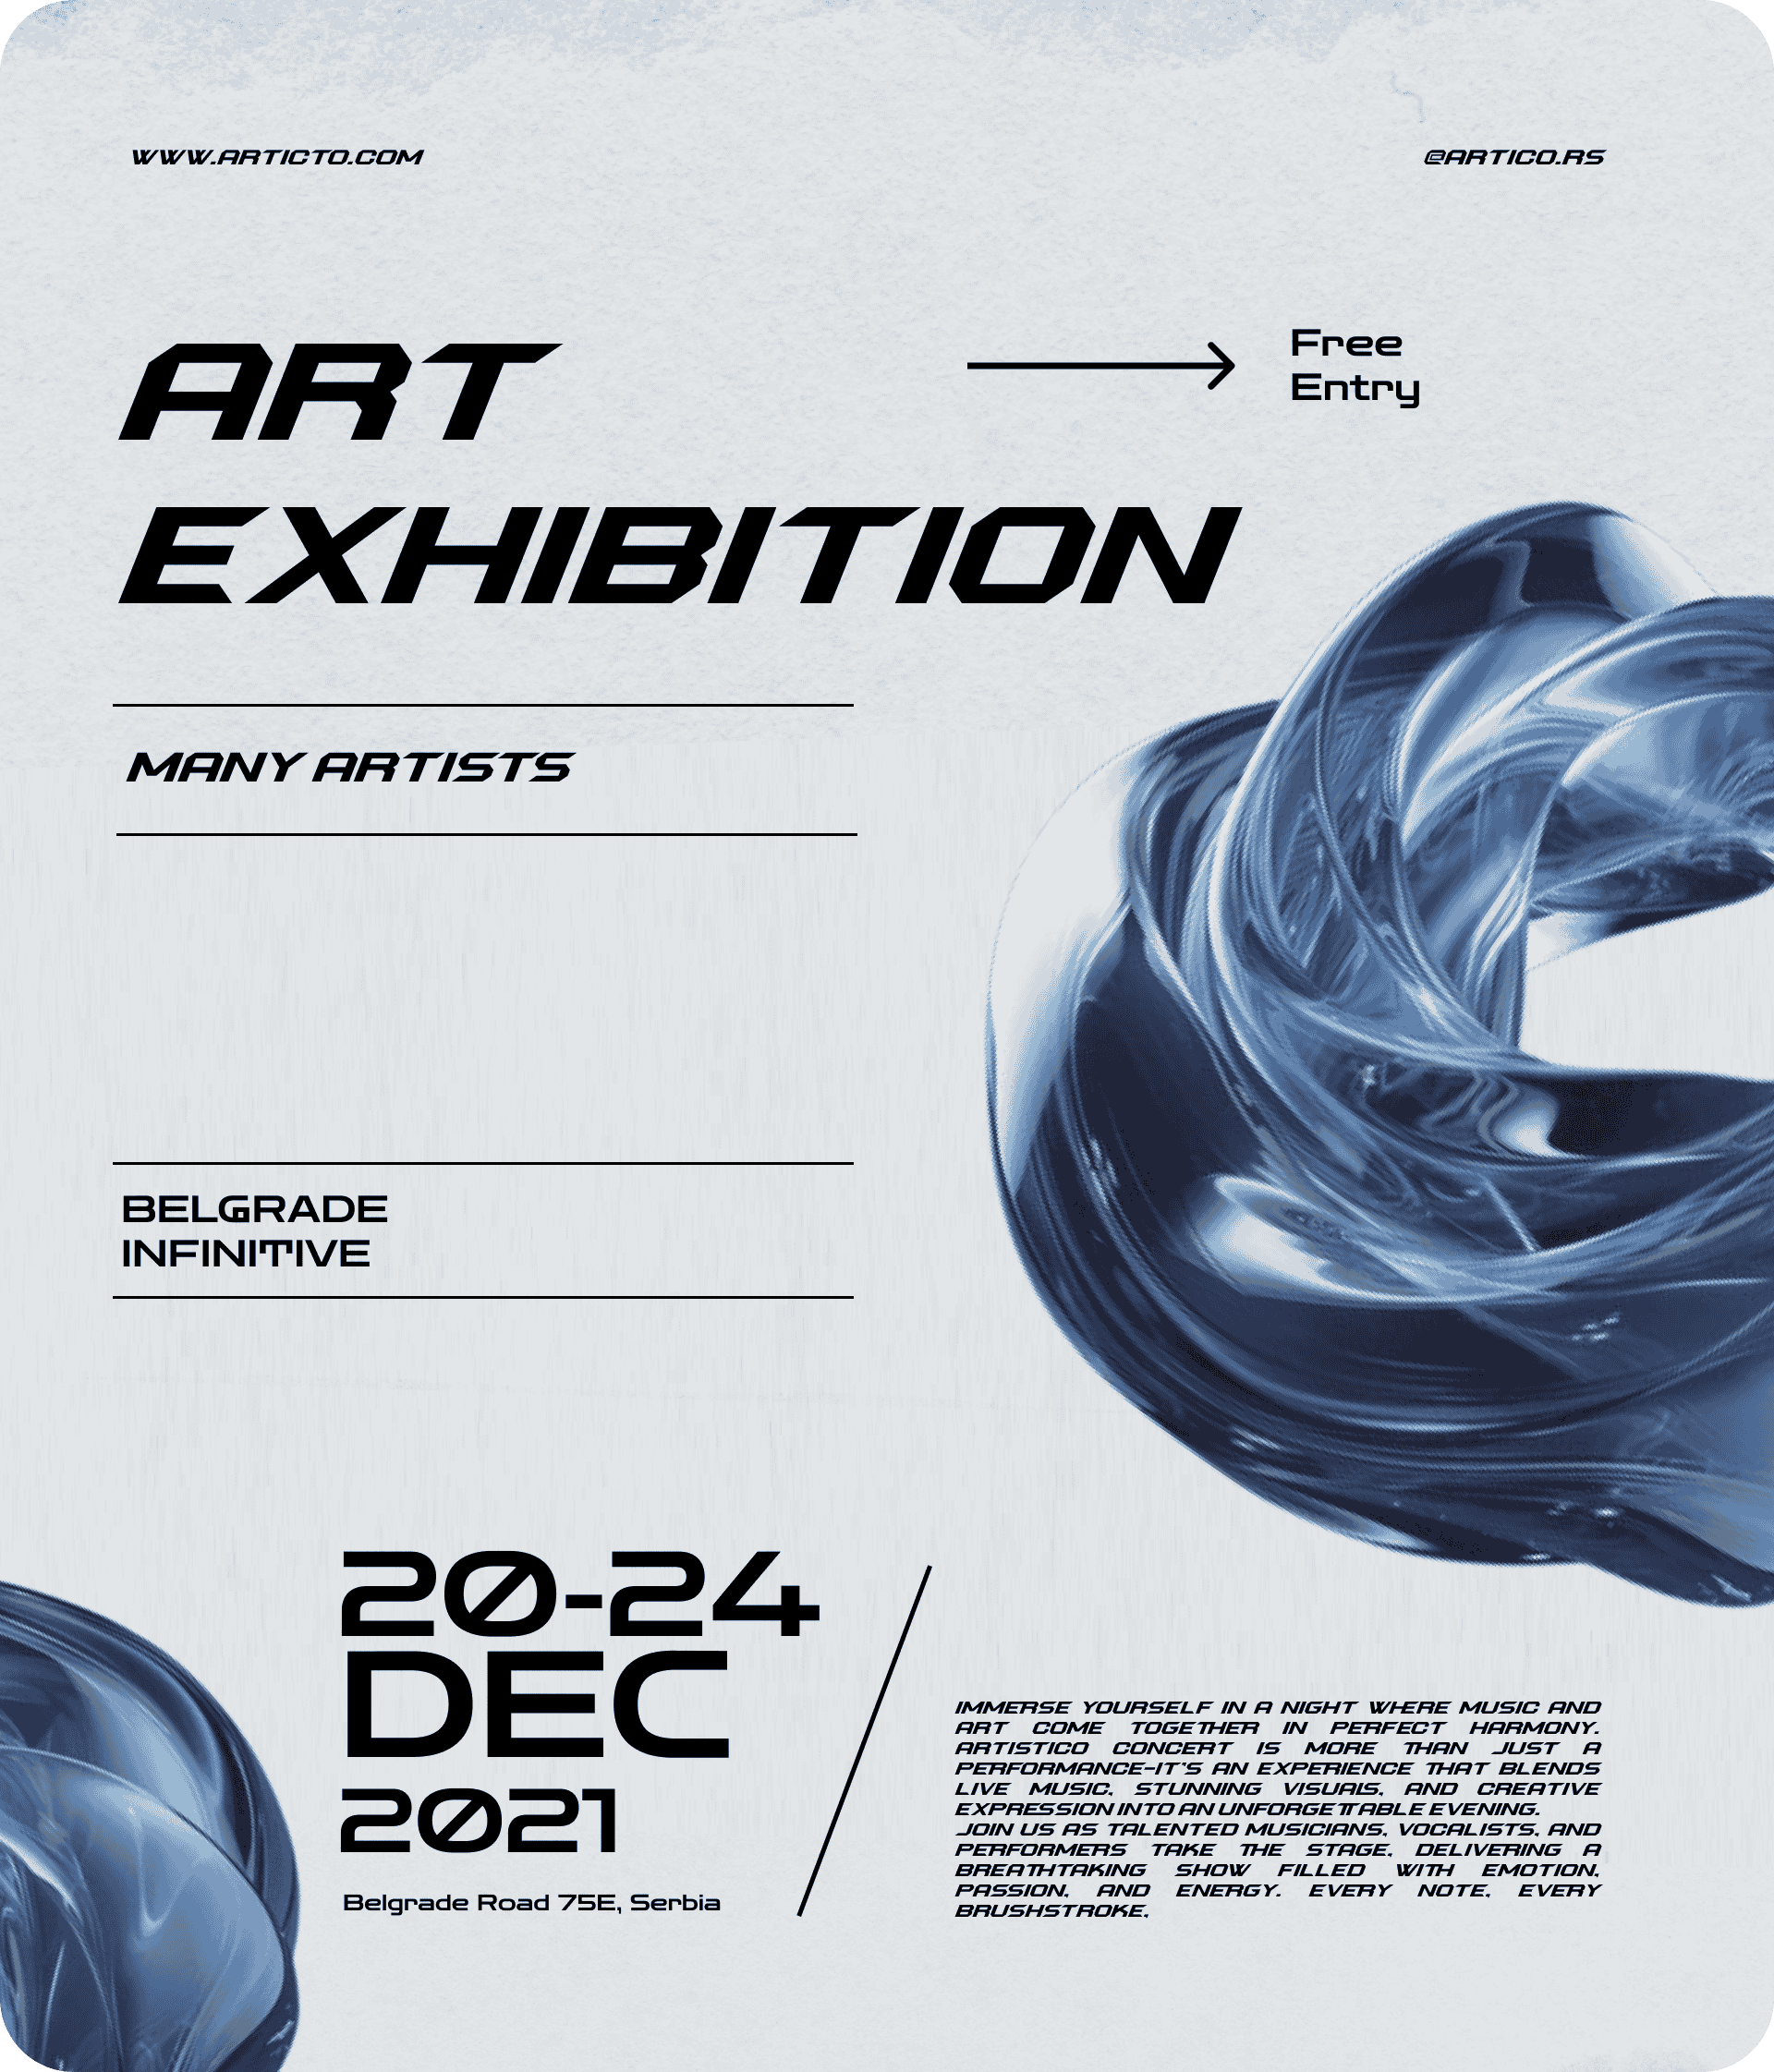 WWW.ARTICTO.COM
@ARTICO.RS
ART
EXHIBITION
Free
Entry
MANY ARTISTS
BELGRADE
INFINITIVE
20-24
DEC
2021
Belgrade Road 75E, Serbia
IMMERSE YOURSELF IN A NIGHT WHERE MUSIC AND
ART COME TOGETHER IN PERFECT HARMONY.
ARTISTICO CONCERT IS MORE THAN JUST A
PERFORMANCE—IT'S AN EXPERIENCE THAT BLENDS
LIVE MUSIC, STUNNING VISUALS, AND CREATIVE
EXPRESSION INTO AN UNFORGETTABLE EVENING.
JOIN US AS TALENTED MUSICIANS, VOCALISTS, AND
PERFORMERS TAKE THE STAGE, DELIVERING A
BREATHTAKING SHOW FILLED WITH EMOTION,
PASSION, AND ENERGY. EVERY NOTE, EVERY
BRUSHSTROKE,